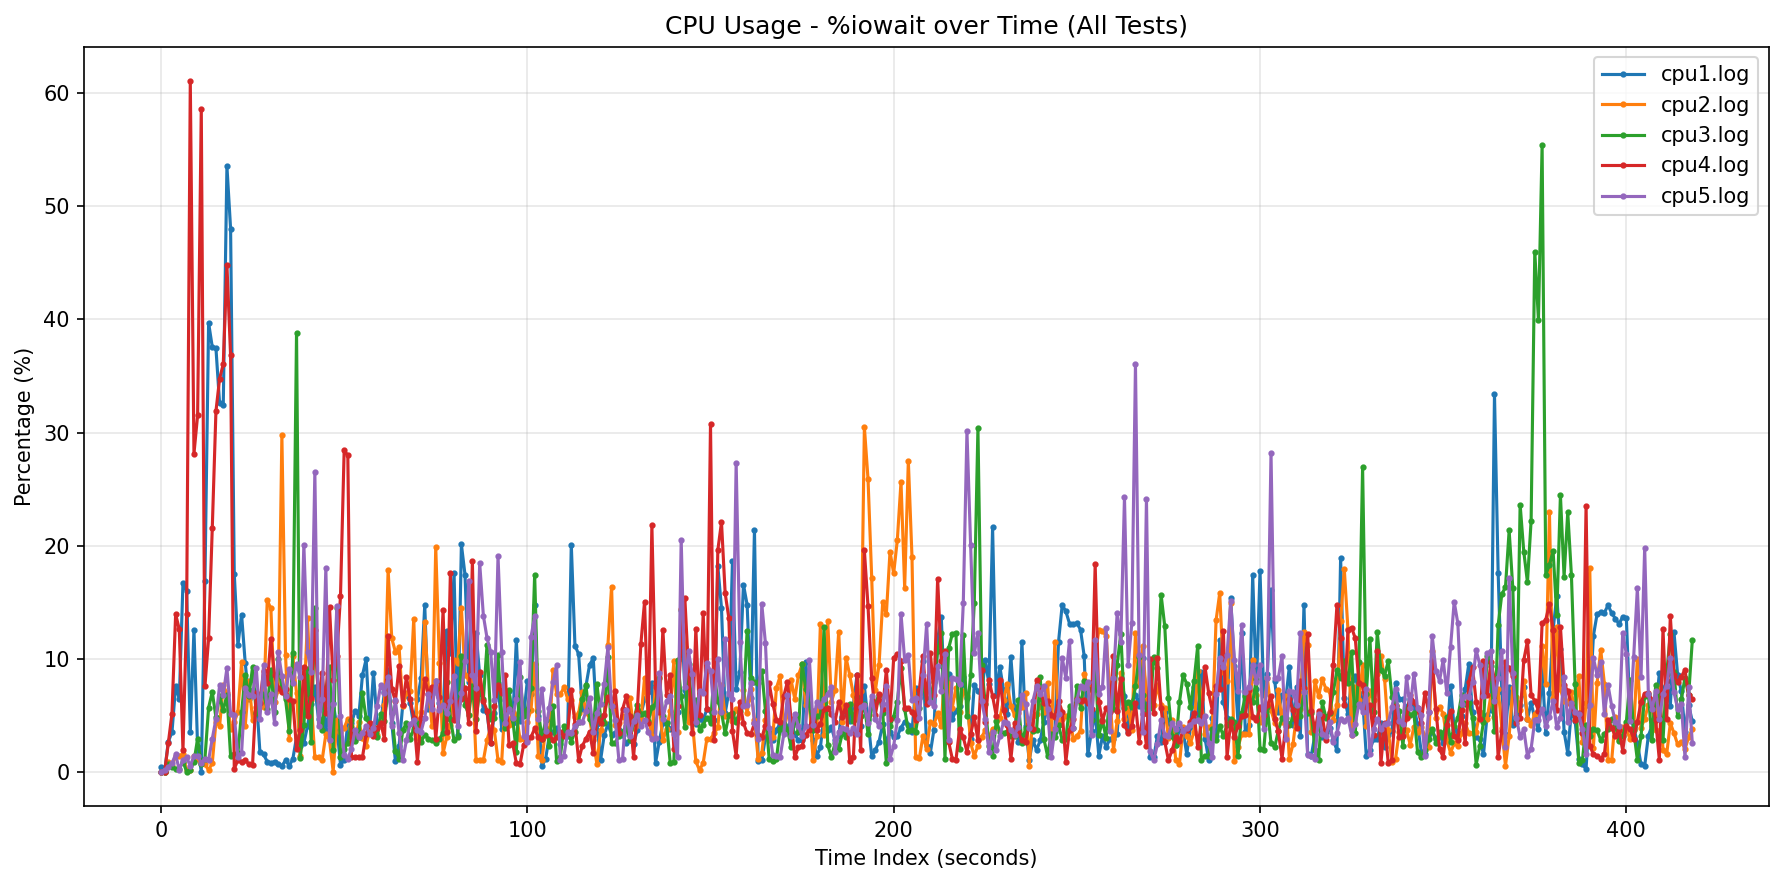 CPU Usage - %iowait over Time (All Tests)
cpu1.log
cpu2.log
cpu3.log
cpu4.log
cpu5.log
Percentage (%)
60
50
40
30
20
10
0
0 100 200 300 400
Time Index (seconds)